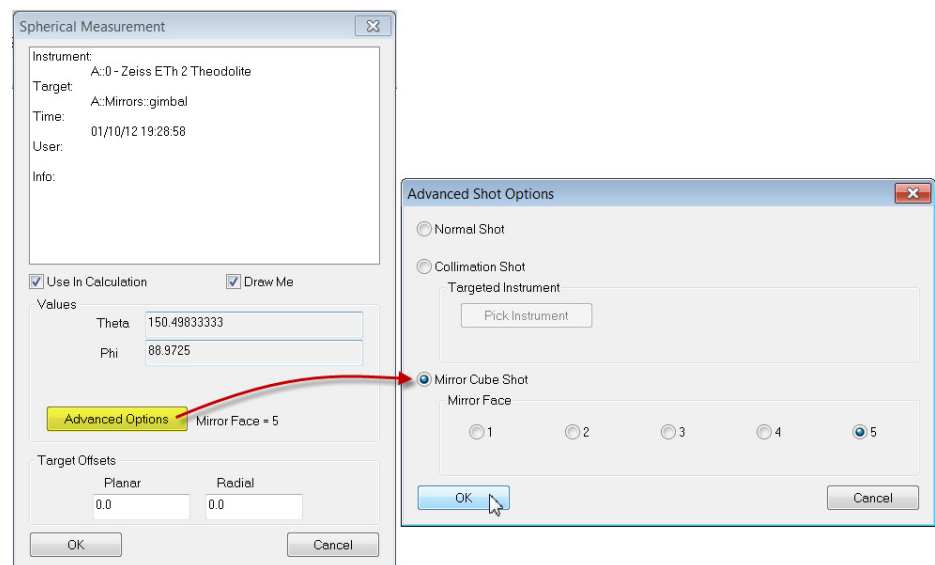 Spherical Measurement
Instrument:
A::0 - Zeiss ETh 2 Theodolite
Target:
A::Mirrors::gimbal
Time:
01/10/12 19:28:58
User:
Info:
Use In Calculation
Draw Me
Values
Theta 150.49833333
Phi 88.9725
Advanced Options Mirror Face = 5
Target Offsets
Planar Radial
0.0 0.0
OK Cancel
Advanced Shot Options
Normal Shot
Collimation Shot
Targeted Instrument
Pick Instrument
Mirror Cube Shot
Mirror Face
1 2 3 4 5
OK Cancel